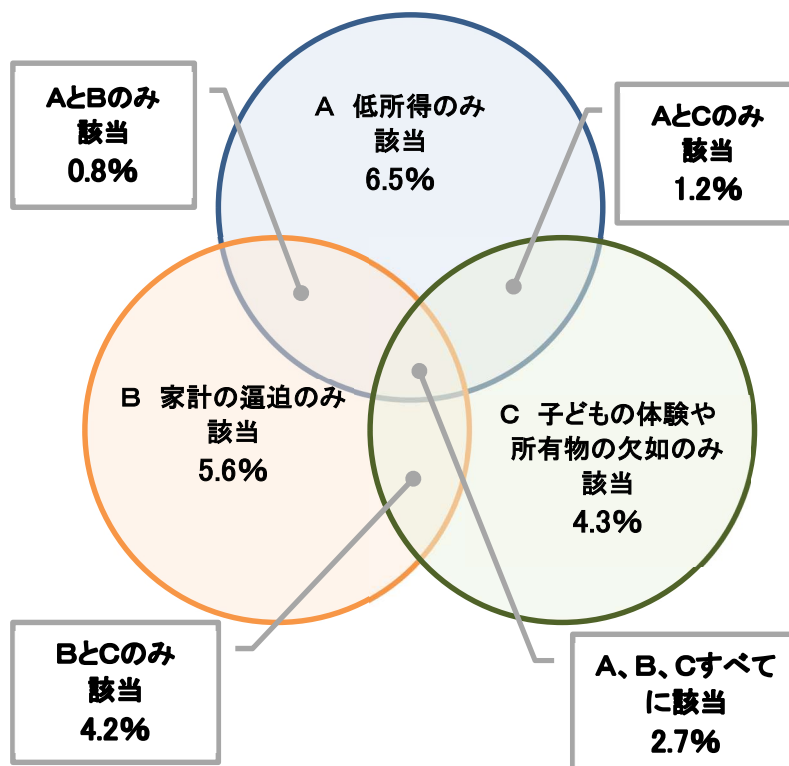 AとBのみ
該当
0.8%
A 低所得のみ
該当
6.5%
AとCのみ
該当
1.2%
B 家計の逼迫のみ
該当
5.6%
C 子どもの体験や
所有物の欠如のみ
該当
4.3%
BとCのみ
該当
4.2%
A、B、Cすべて
に該当
2.7%